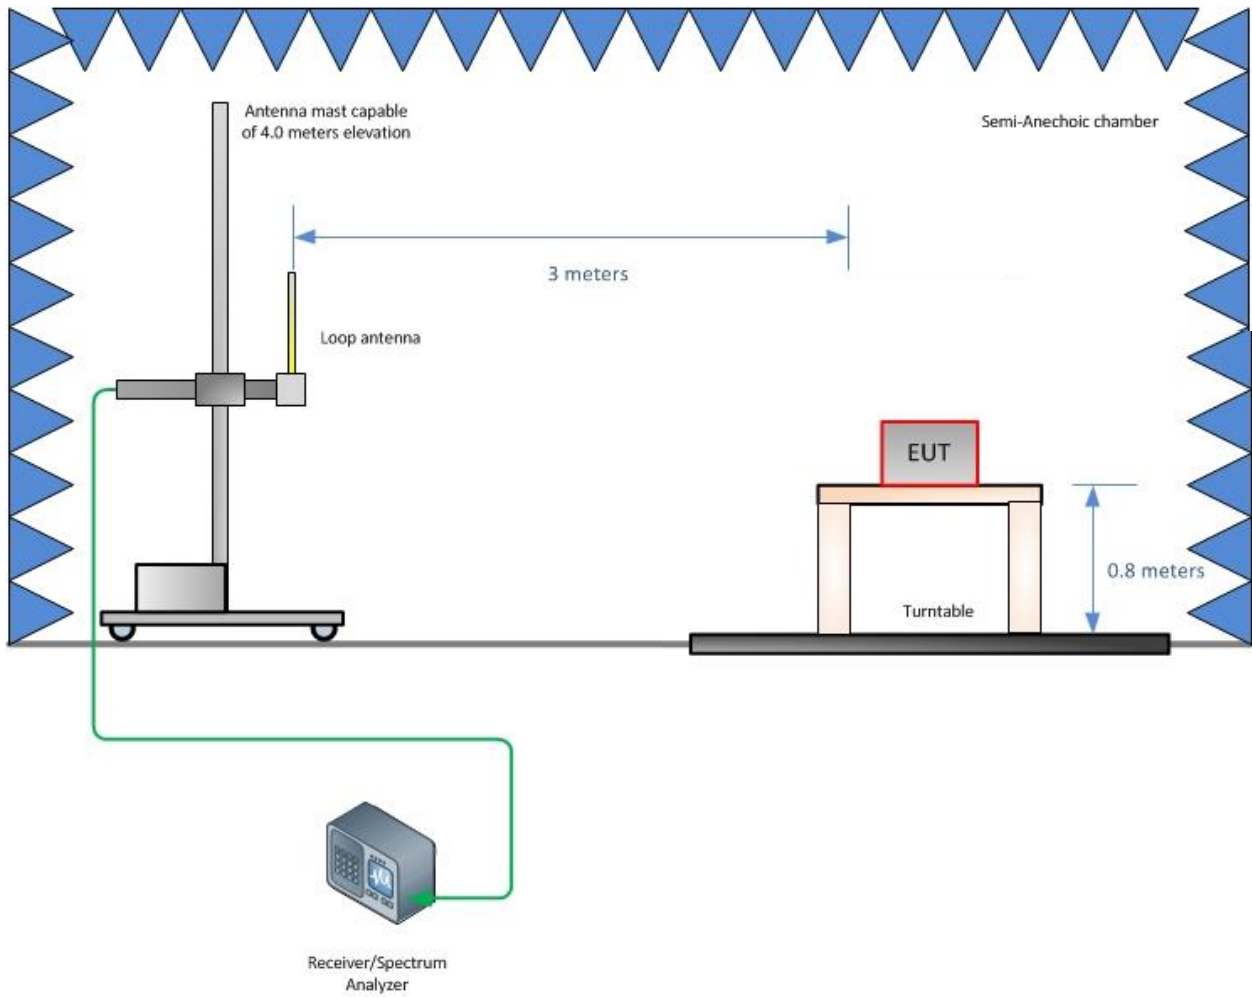 Antenna mast capable
of 4.0 meters elevation
Semi-Anechoic chamber
3 meters
Loop antenna
EUT
0.8 meters
Turntable
Receiver/Spectrum
Analyzer